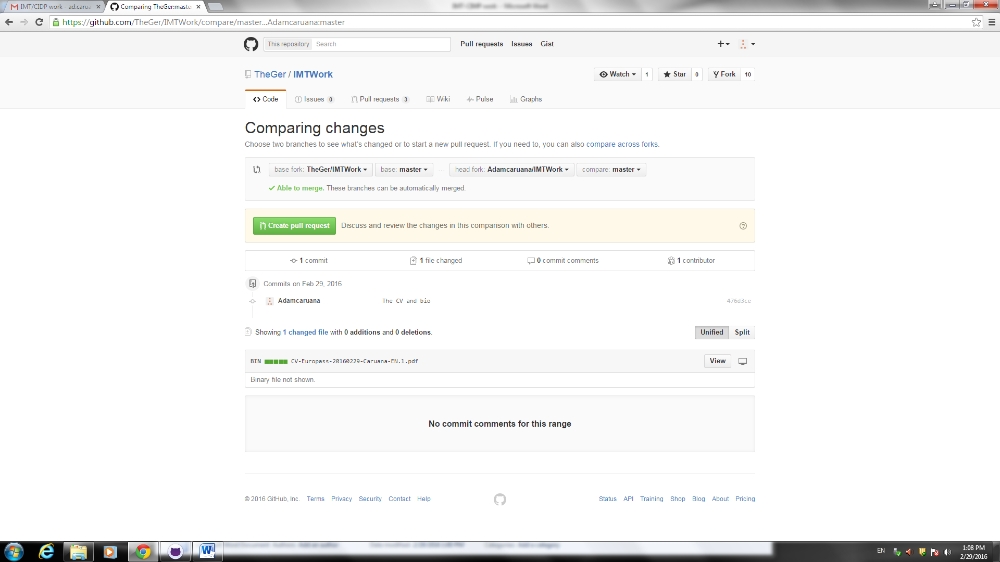 IMT/CIDP work - ad.carua
Comparing TheGer:master
IMT-CIDP work - Microsoft Word
https://github.com/TheGer/IMTWork/compare/master...Adamcaruana:master
This repository Search Pull requests Issues Gist
TheGer / IMTWork
Watch 1 Star 0 Fork 10
Code Issues 0 Pull requests 3 Wiki Pulse Graphs
Comparing changes
Choose two branches to see what's changed or to start a new pull request. If you need to, you can also compare across forks.
base fork: TheGer/IMTWork base: master ... head fork: Adamcaruana/IMTWork compare: master
Able to merge. These branches can be automatically merged.
Create pull request Discuss and review the changes in this comparison with others.
1 commit 1 file changed 0 commit comments 1 contributor
Commits on Feb 29, 2016
Adamcaruana The CV and bio 476d3ce
Showing 1 changed file with 0 additions and 0 deletions.
Unified Split
BIN CV-Europass-20160229-Caruana-EN.1.pdf View
Binary file not shown.
No commit comments for this range
© 2016 GitHub, Inc. Terms Privacy Security Contact Help
Status API Training Shop Blog About Pricing
EN
1:08 PM
2/29/2016